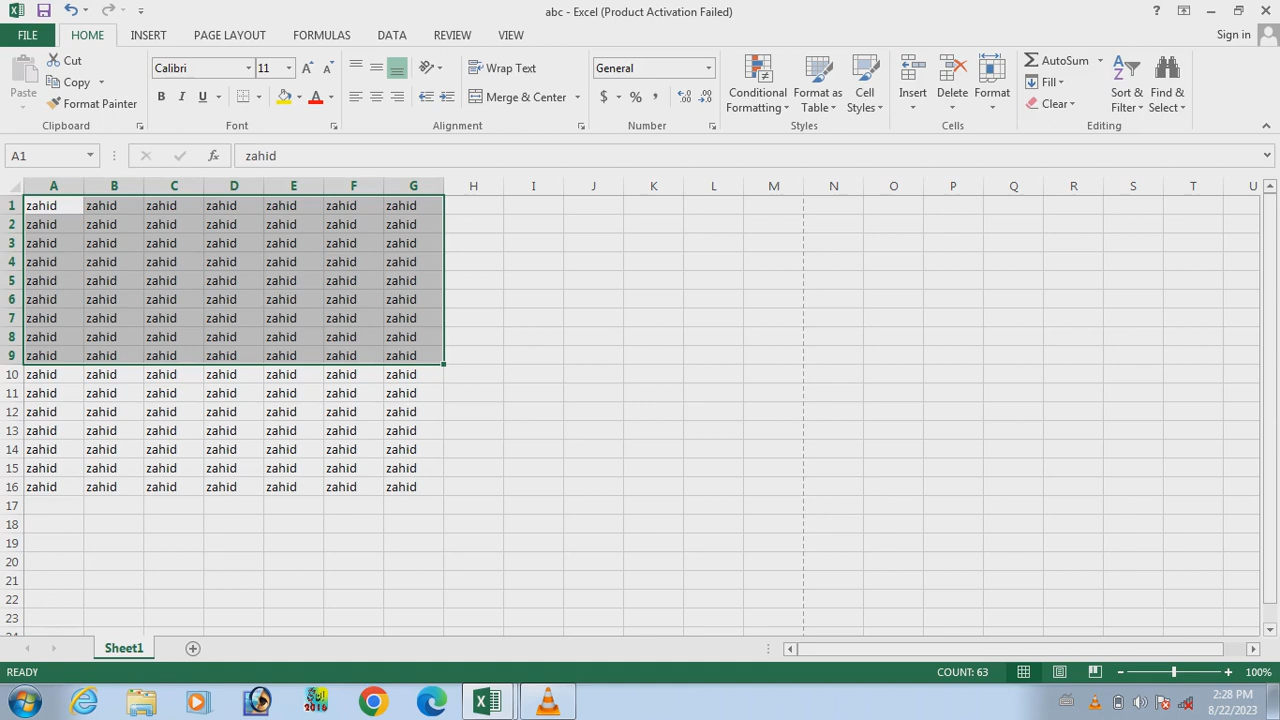 abc - Excel (Product Activation Failed)
FILE HOME INSERT PAGE LAYOUT FORMULAS DATA REVIEW VIEW Sign in
Cut
Copy
Format Painter
Paste
Clipboard
Calibri 11
B I U
Font
Wrap Text
Merge & Center
Alignment
General
$ % ,
Number
Conditional Formatting
Format as Table
Cell Styles
Styles
Insert Delete Format
Cells
AutoSum
Fill
Clear
Sort & Filter
Find & Select
Editing
A1 fx zahid
A B C D E F G H I J K L M N O P Q R S T U
1 zahid zahid zahid zahid zahid zahid zahid
2 zahid zahid zahid zahid zahid zahid zahid
3 zahid zahid zahid zahid zahid zahid zahid
4 zahid zahid zahid zahid zahid zahid zahid
5 zahid zahid zahid zahid zahid zahid zahid
6 zahid zahid zahid zahid zahid zahid zahid
7 zahid zahid zahid zahid zahid zahid zahid
8 zahid zahid zahid zahid zahid zahid zahid
9 zahid zahid zahid zahid zahid zahid zahid
10 zahid zahid zahid zahid zahid zahid zahid
11 zahid zahid zahid zahid zahid zahid zahid
12 zahid zahid zahid zahid zahid zahid zahid
13 zahid zahid zahid zahid zahid zahid zahid
14 zahid zahid zahid zahid zahid zahid zahid
15 zahid zahid zahid zahid zahid zahid zahid
16 zahid zahid zahid zahid zahid zahid zahid
17
18
19
20
21
22
23
Sheet1
READY COUNT: 63 100%
2:28 PM
8/22/2023